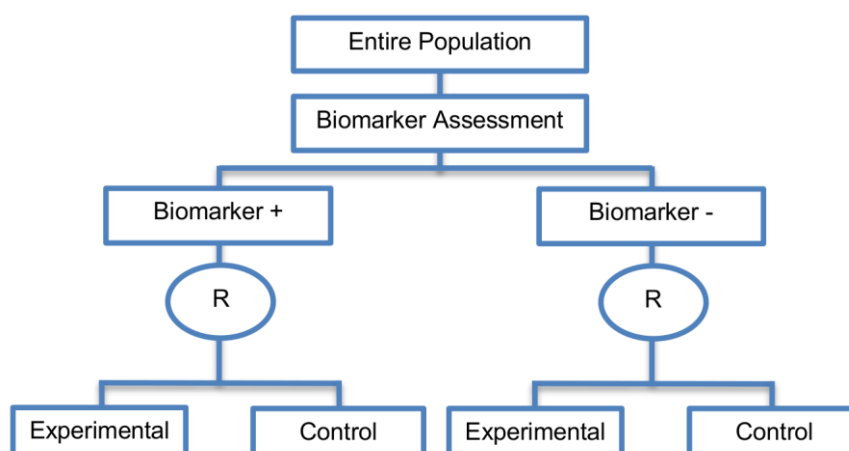 Entire Population
Biomarker Assessment
Biomarker +
Biomarker -
R
R
Experimental
Control
Experimental
Control